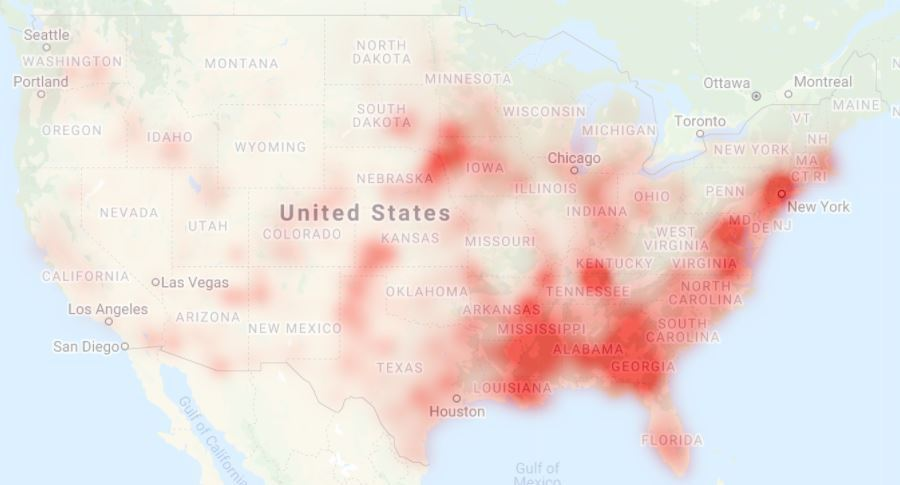 Seattle
WASHINGTON
Portland
MONTANA
NORTH
DAKOTA
MINNESOTA
Ottawa
Montreal
MAINE
OREGON
IDAHO
SOUTH
DAKOTA
WISCONSIN
MICHIGAN
Toronto
VT
NH
WYOMING
NEW YORK
MA
CT RI
Chicago
NEBRASKA
IOWA
ILLINOIS
INDIANA
OHIO
PENN
New York
NEVADA
UTAH
United States
COLORADO
KANSAS
MISSOURI
WEST
VIRGINIA
MD
DE
NJ
CALIFORNIA
Las Vegas
KENTUCKY
VIRGINIA
Los Angeles
ARIZONA
NEW MEXICO
OKLAHOMA
ARKANSAS
TENNESSEE
NORTH
CAROLINA
San Diego
MISSISSIPPI
SOUTH
CAROLINA
TEXAS
ALABAMA
GEORGIA
LOUISIANA
Houston
Gulf of California
FLORIDA
Gulf of
Mexico